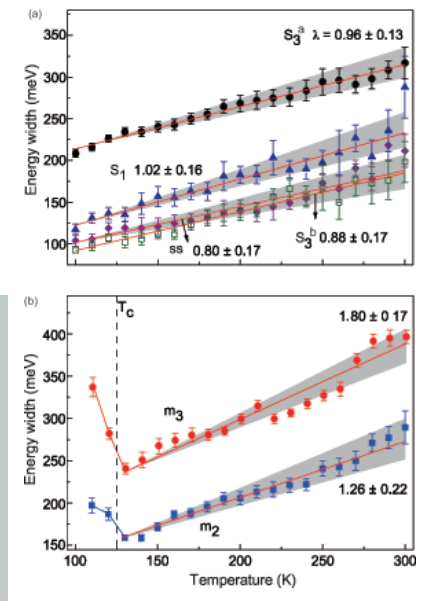 (a)
S3^a λ = 0.96 ± 0.13
350
300
250
200
150
100
Energy width (meV)
S1 1.02 ± 0.16
ss 0.80 ± 0.17
S3^b 0.88 ± 0.17
(b)
Tc
1.80 ± 0 17
400
350
300
250
200
150
Energy width (meV)
m3
m2
1.26 ± 0.22
100 150 200 250 300
Temperature (K)